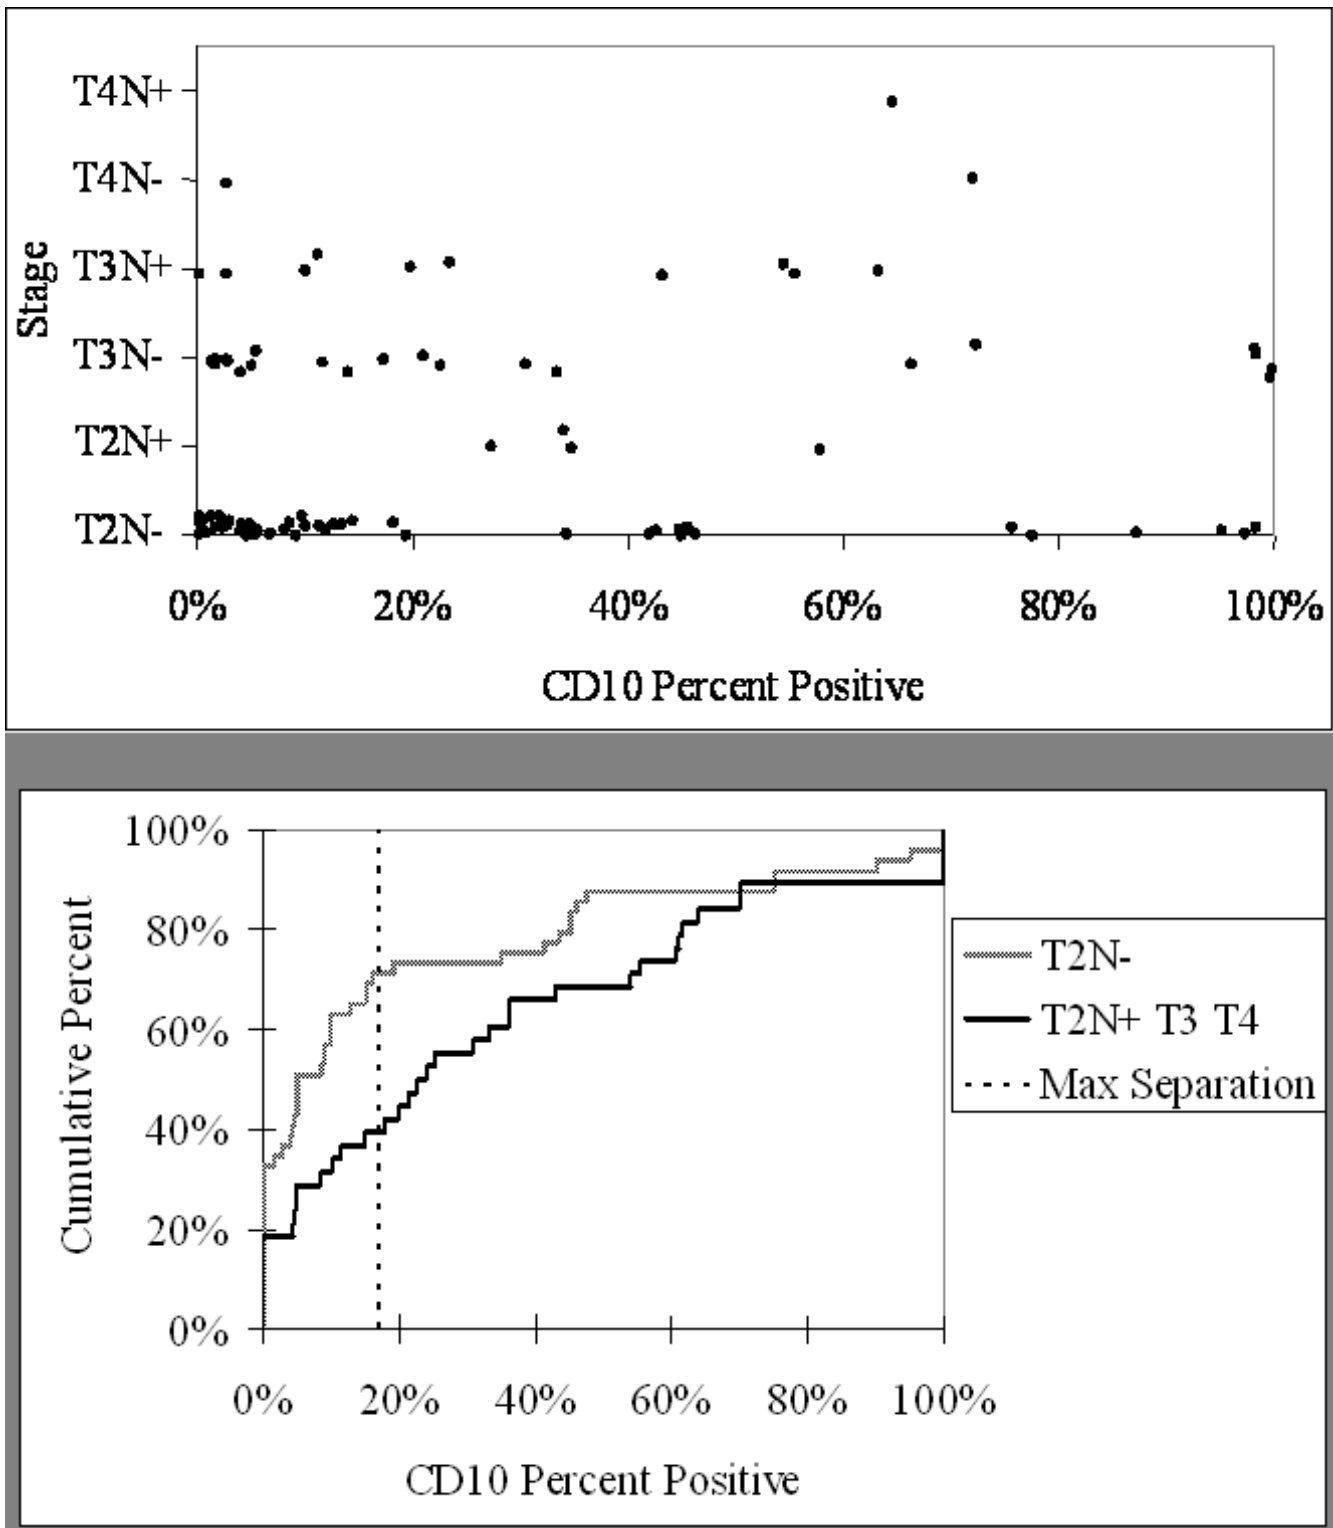 T4N+
T4N-
T3N+
T3N-
T2N+
T2N-
Stage
0% 20% 40% 60% 80% 100%
CD10 Percent Positive
100%
80%
60%
40%
20%
0%
Cumulative Percent
0% 20% 40% 60% 80% 100%
CD10 Percent Positive
T2N-
T2N+ T3 T4
Max Separation